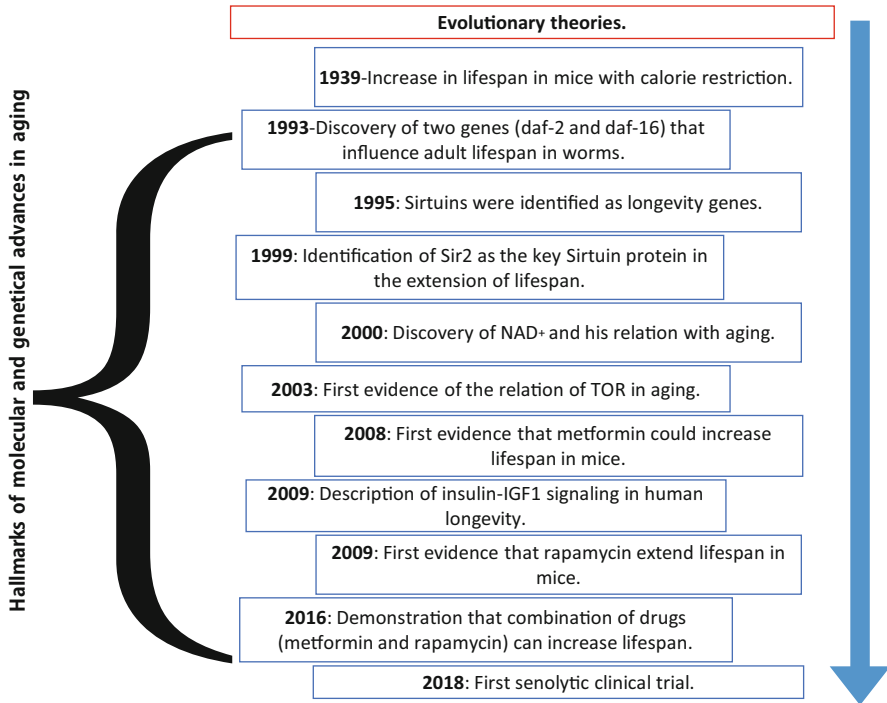 Evolutionary theories.
Hallmarks of molecular and genetical advances in aging
1939-Increase in lifespan in mice with calorie restriction.
1993-Discovery of two genes (daf-2 and daf-16) that
influence adult lifespan in worms.
1995: Sirtuins were identified as longevity genes.
1999: Identification of Sir2 as the key Sirtuin protein in
the extension of lifespan.
2000: Discovery of NAD+ and his relation with aging.
2003: First evidence of the relation of TOR in aging.
2008: First evidence that metformin could increase
lifespan in mice.
2009: Description of insulin-IGF1 signaling in human
longevity.
2009: First evidence that rapamycin extend lifespan in
mice.
2016: Demonstration that combination of drugs
(metformin and rapamycin) can increase lifespan.
2018: First senolytic clinical trial.